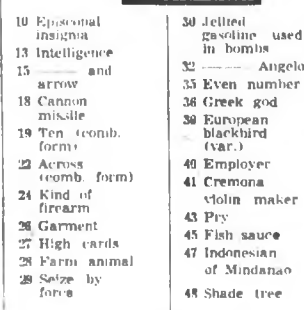 10 Episcopal
insignia
13 Intelligence
15 ——— and
arrow
18 Cannon
missile
19 Ten (comb.
form)
22 Across
(comb. form)
24 Kind of
firearm
26 Garment
27 High cards
28 Farm animal
29 Seize by
force
30 Jellied
gasoline used
in bombs
32 ——— Angelo
35 Even number
36 Greek god
39 European
blackbird
(var.)
40 Employer
41 Cremona
violin maker
43 Pry
45 Fish sauce
47 Indonesian
of Mindanao
48 Shade tree